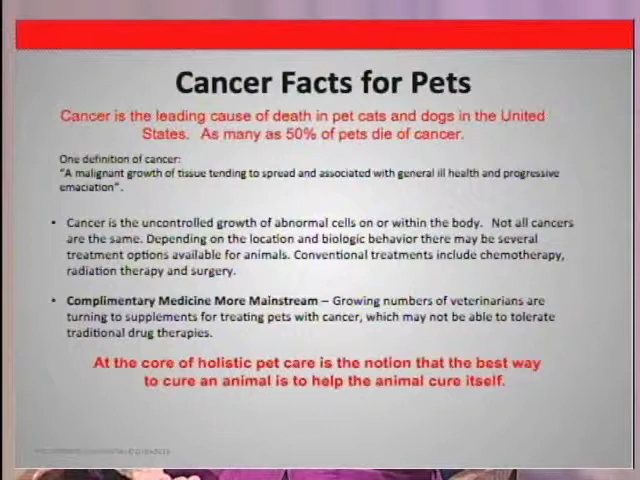 Cancer Facts for Pets
Cancer is the leading cause of death in pet cats and dogs in the United
States. As many as 50% of pets die of cancer.
One definition of cancer:
"A malignant growth of tissue tending to spread and associated with general ill health and progressive
emaciation".
• Cancer is the uncontrolled growth of abnormal cells on or within the body. Not all cancers
are the same. Depending on the location and biologic behavior there may be several
treatment options available for animals. Conventional treatments include chemotherapy,
radiation therapy and surgery.
• Complimentary Medicine More Mainstream – Growing numbers of veterinarians are
turning to supplements for treating pets with cancer, which may not be able to tolerate
traditional drug therapies.
At the core of holistic pet care is the notion that the best way
to cure an animal is to help the animal cure itself.